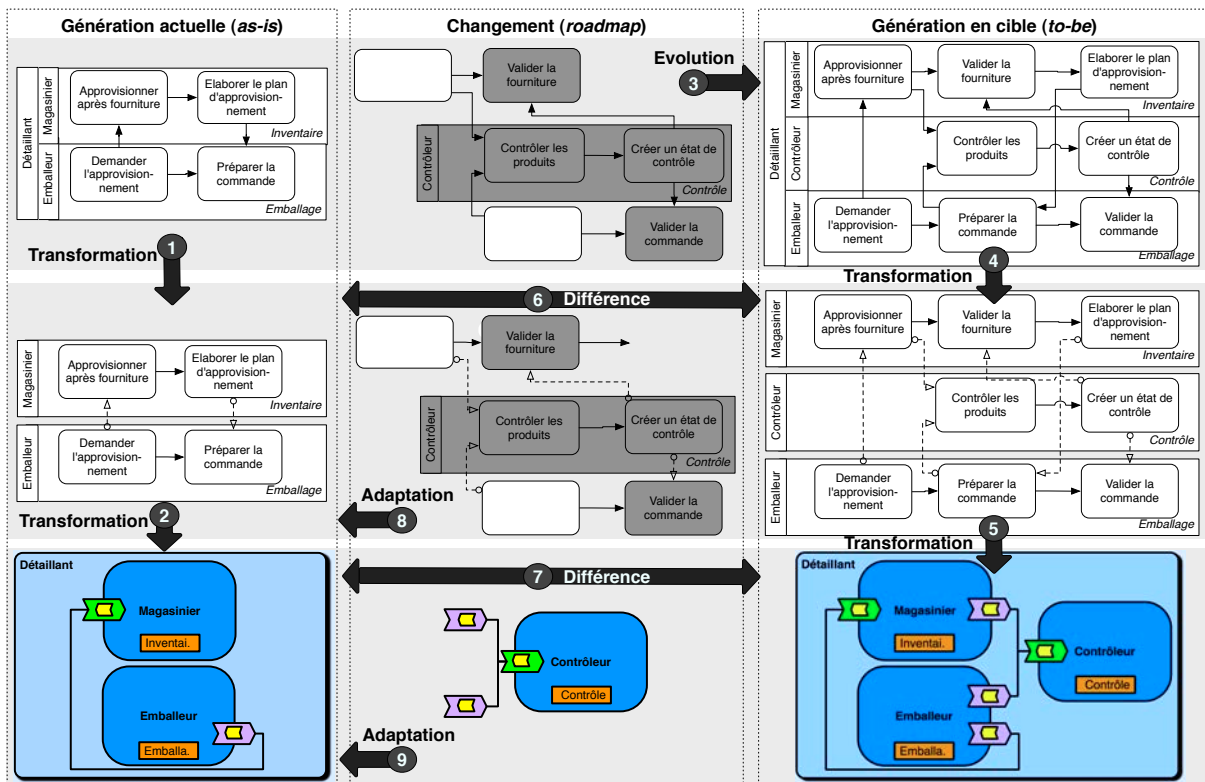 Génération actuelle (as-is)
Changement (roadmap)
Génération en cible (to-be)
Détaillant
Magasinier
Emballeur
Approvisionner
après fourniture
Elaborer le plan
d'approvision-
nement
Inventaire
Demander
l'approvision-
nement
Préparer la
commande
Emballage
Valider la
fourniture
Contrôleur
Contrôler les
produits
Créer un état de
contrôle
Contrôle
Valider la
commande
Evolution
3
Détaillant
Magasinier
Contrôleur
Emballeur
Approvisionner
après fourniture
Valider la
fourniture
Elaborer le plan
d'approvision-
nement
Inventaire
Contrôler les
produits
Créer un état de
contrôle
Contrôle
Demander
l'approvision-
nement
Préparer la
commande
Valider la
commande
Emballage
Transformation 1
Transformation 4
6 Différence
Magasinier
Approvisionner
après fourniture
Elaborer le plan
d'approvision-
nement
Inventaire
Emballeur
Demander
l'approvision-
nement
Préparer la
commande
Emballage
Valider la
fourniture
Contrôleur
Contrôler les
produits
Créer un état de
contrôle
Contrôle
Valider la
commande
Magasinier
Approvisionner
après fourniture
Valider la
fourniture
Elaborer le plan
d'approvision-
nement
Inventaire
Contrôleur
Contrôler les
produits
Créer un état de
contrôle
Contrôle
Emballeur
Demander
l'approvision-
nement
Préparer la
commande
Valider la
commande
Emballage
Transformation 2
Adaptation
8
Transformation
5
7 Différence
Détaillant
Magasinier
Inventai.
Emballeur
Emballa.
Contrôleur
Contrôle
Adaptation
9
Détaillant
Magasinier
Inventai.
Emballeur
Emballa.
Contrôleur
Contrôle